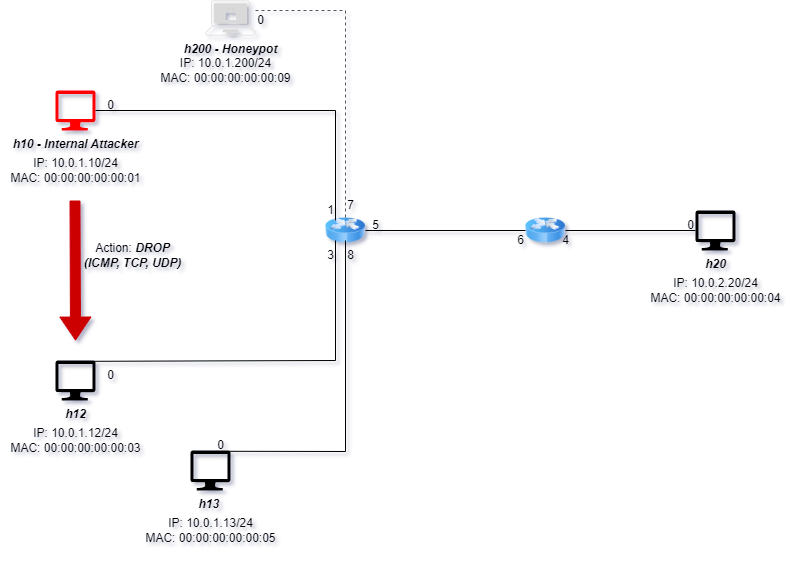 0
h200 - Honeypot
IP: 10.0.1.200/24
MAC: 00:00:00:00:00:09
0
h10 - Internal Attacker
IP: 10.0.1.10/24
MAC: 00:00:00:00:00:01
1
7
Action: DROP
(ICMP, TCP, UDP)
3
8
5
6
4
0
h20
IP: 10.0.2.20/24
MAC: 00:00:00:00:00:04
0
h12
IP: 10.0.1.12/24
MAC: 00:00:00:00:00:03
0
h13
IP: 10.0.1.13/24
MAC: 00:00:00:00:00:05